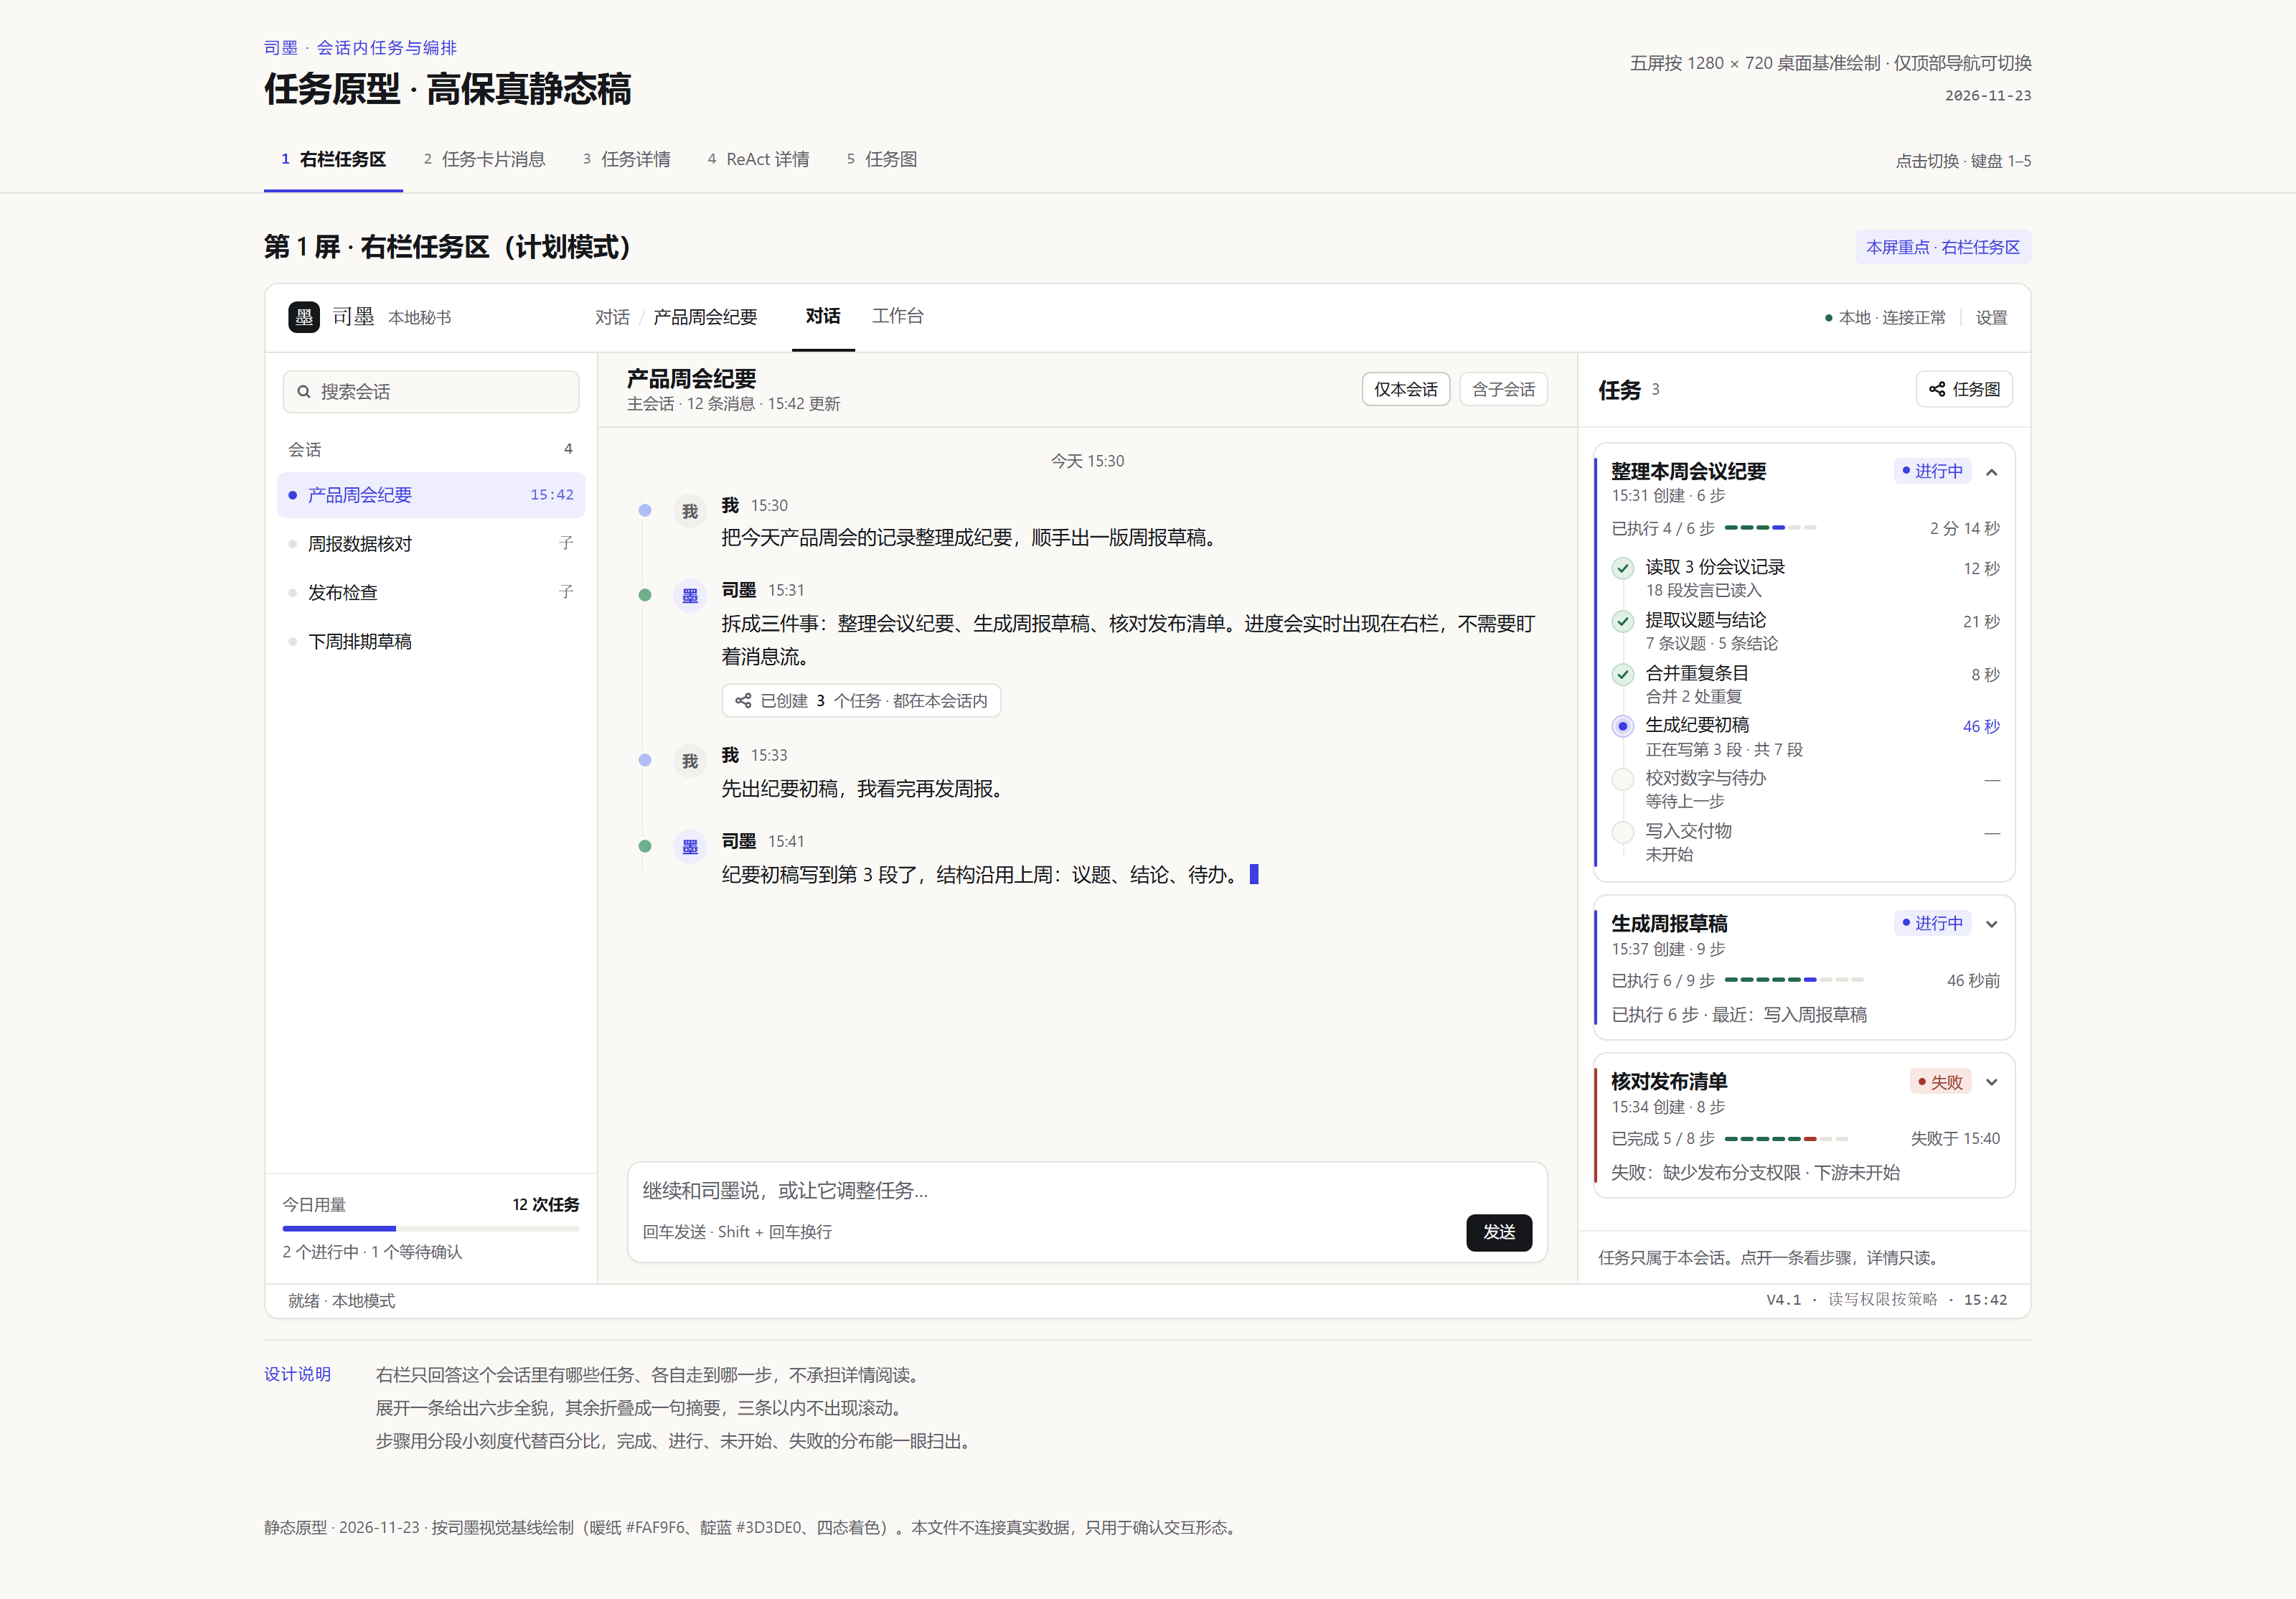 司墨 · 会话内任务与编排
任务原型 · 高保真静态稿
五屏按 1280 × 720 桌面基准绘制 · 仅顶部导航可切换
2026-11-23
1 右栏任务区
2 任务卡片消息
3 任务详情
4 ReAct 详情
5 任务图
点击切换 · 键盘 1–5
第 1 屏 · 右栏任务区（计划模式）
本屏重点 · 右栏任务区
墨 司墨 本地秘书
对话 / 产品周会纪要
对话
工作台
本地 · 连接正常
设置
搜索会话
会话 4
产品周会纪要 15:42
周报数据核对 子
发布检查 子
下周排期草稿
今日用量 12 次任务
2 个进行中 · 1 个等待确认
产品周会纪要
主会话 · 12 条消息 · 15:42 更新
仅本会话
含子会话
今天 15:30
我 我 15:30
把今天产品周会的记录整理成纪要，顺手出一版周报草稿。
墨 司墨 15:31
拆成三件事：整理会议纪要、生成周报草稿、核对发布清单。进度会实时出现在右栏，不需要盯
着消息流。
已创建 3 个任务 · 都在本会话内
我 我 15:33
先出纪要初稿，我看完再发周报。
墨 司墨 15:41
纪要初稿写到第 3 段了，结构沿用上周：议题、结论、待办。
继续和司墨说，或让它调整任务…
回车发送 · Shift + 回车换行
发送
任务 3
任务图
整理本周会议纪要 进行中
15:31 创建 · 6 步
已执行 4 / 6 步 2 分 14 秒
读取 3 份会议记录 12 秒
18 段发言已读入
提取议题与结论 21 秒
7 条议题 · 5 条结论
合并重复条目 8 秒
合并 2 处重复
生成纪要初稿 46 秒
正在写第 3 段 · 共 7 段
校对数字与待办 —
等待上一步
写入交付物 —
未开始
生成周报草稿 进行中
15:37 创建 · 9 步
已执行 6 / 9 步 46 秒前
已执行 6 步 · 最近：写入周报草稿
核对发布清单 失败
15:34 创建 · 8 步
已完成 5 / 8 步 失败于 15:40
失败：缺少发布分支权限 · 下游未开始
任务只属于本会话。点开一条看步骤，详情只读。
就绪 · 本地模式
V4.1 · 读写权限按策略 · 15:42
设计说明
右栏只回答这个会话里有哪些任务、各自走到哪一步，不承担详情阅读。
展开一条给出六步全貌，其余折叠成一句摘要，三条以内不出现滚动。
步骤用分段小刻度代替百分比，完成、进行、未开始、失败的分布能一眼扫出。
静态原型 · 2026-11-23 · 按司墨视觉基线绘制（暖纸 #FAF9F6、靛蓝 #3D3DE0、四态着色）。本文件不连接真实数据，只用于确认交互形态。